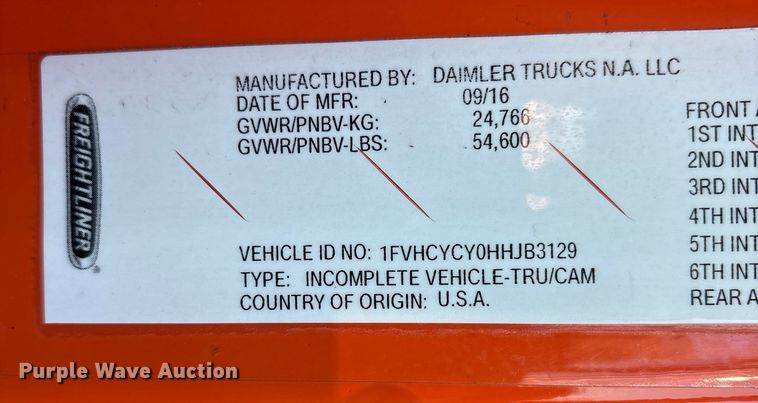 FREIGHTLINER
®
MANUFACTURED BY: DAIMLER TRUCKS N.A. LLC
DATE OF MFR: 09/16
GVWR/PNBV-KG: 24,766
GVWR/PNBV-LBS: 54,600
VEHICLE ID NO: 1FVHCYCY0HHJB3129
TYPE: INCOMPLETE VEHICLE-TRU/CAM
COUNTRY OF ORIGIN: U.S.A.
FRONT A
1ST INT
2ND INT
3RD INT
4TH INT
5TH INT
6TH INT
REAR A
Purple Wave Auction